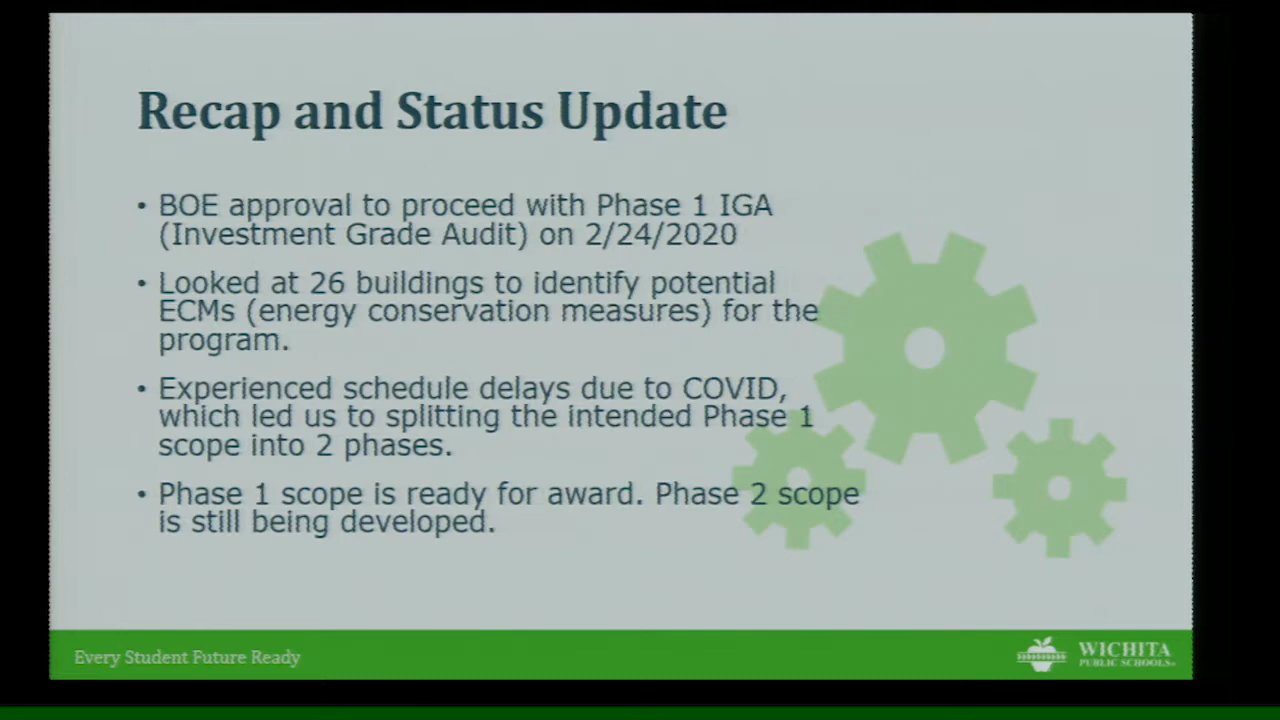 Recap and Status Update
• BOE approval to proceed with Phase 1 IGA
(Investment Grade Audit) on 2/24/2020
• Looked at 26 buildings to identify potential
ECMs (energy conservation measures) for the
program.
• Experienced schedule delays due to COVID,
which led us to splitting the intended Phase 1
scope into 2 phases.
• Phase 1 scope is ready for award. Phase 2 scope
is still being developed.
Every Student Future Ready
WICHITA
PUBLIC SCHOOLS